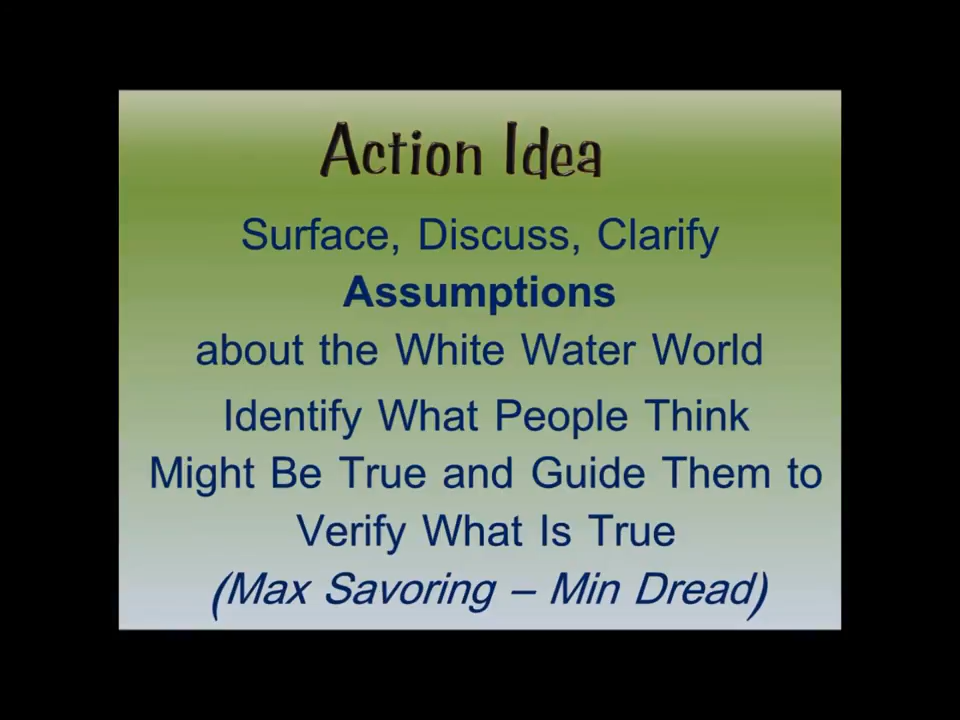 Action Idea
Surface, Discuss, Clarify
Assumptions
about the White Water World
Identify What People Think
Might Be True and Guide Them to
Verify What Is True
(Max Savoring – Min Dread)